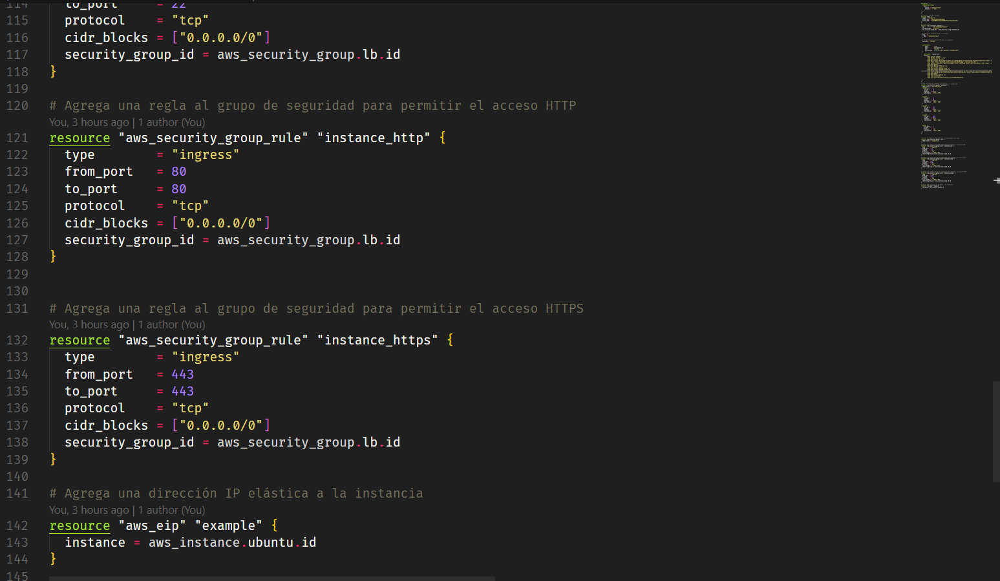 114   to_port     = 22
115   protocol    = "tcp"
116   cidr_blocks = ["0.0.0.0/0"]
117   security_group_id = aws_security_group.lb.id
118 }
119
120 # Agrega una regla al grupo de seguridad para permitir el acceso HTTP
You, 3 hours ago | 1 author (You)
121 resource "aws_security_group_rule" "instance_http" {
122   type        = "ingress"
123   from_port   = 80
124   to_port     = 80
125   protocol    = "tcp"
126   cidr_blocks = ["0.0.0.0/0"]
127   security_group_id = aws_security_group.lb.id
128 }
129
130
131 # Agrega una regla al grupo de seguridad para permitir el acceso HTTPS
You, 3 hours ago | 1 author (You)
132 resource "aws_security_group_rule" "instance_https" {
133   type        = "ingress"
134   from_port   = 443
135   to_port     = 443
136   protocol    = "tcp"
137   cidr_blocks = ["0.0.0.0/0"]
138   security_group_id = aws_security_group.lb.id
139 }
140
141 # Agrega una dirección IP elástica a la instancia
You, 3 hours ago | 1 author (You)
142 resource "aws_eip" "example" {
143   instance = aws_instance.ubuntu.id
144 }
145